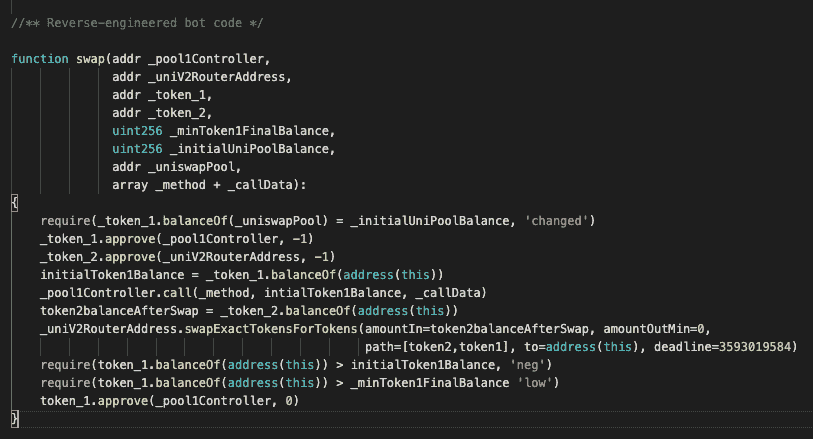 //** Reverse-engineered bot code */
function swap(addr _pool1Controller,
addr _uniV2RouterAddress,
addr _token_1,
addr _token_2,
uint256 _minToken1FinalBalance,
uint256 _initialUniPoolBalance,
addr _uniswapPool,
array _method + _callData):
{
require(_token_1.balanceOf(_uniswapPool) = _initialUniPoolBalance, 'changed')
_token_1.approve(_pool1Controller, -1)
_token_2.approve(_uniV2RouterAddress, -1)
initialToken1Balance = _token_1.balanceOf(address(this))
_pool1Controller.call(_method, intialToken1Balance, _callData)
token2balanceAfterSwap = _token_2.balanceOf(address(this))
_uniV2RouterAddress.swapExactTokensForTokens(amountIn=token2balanceAfterSwap, amountOutMin=0,
path=[token2,token1], to=address(this), deadline=3593019584)
require(token_1.balanceOf(address(this)) > initialToken1Balance, 'neg')
require(token_1.balanceOf(address(this)) > _minToken1FinalBalance 'low')
token_1.approve(_pool1Controller, 0)
}